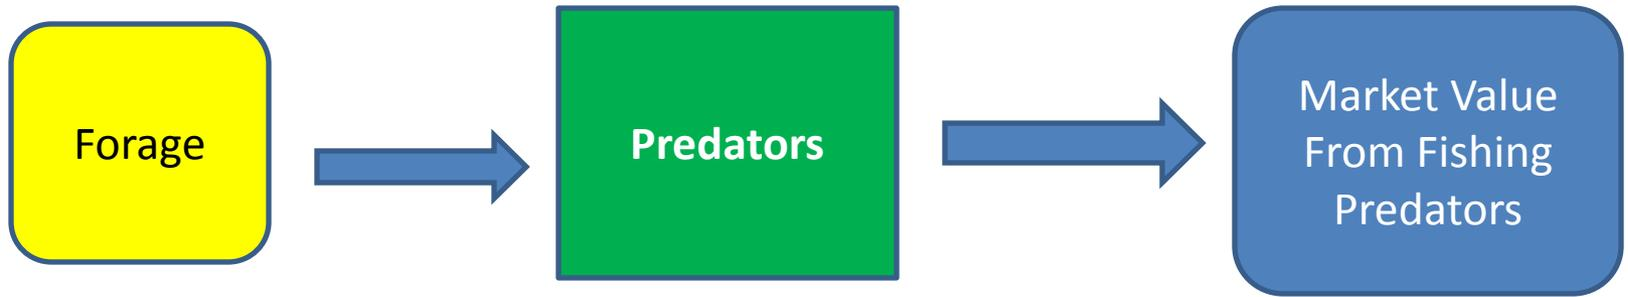 Forage
Predators
Market Value
From Fishing
Predators